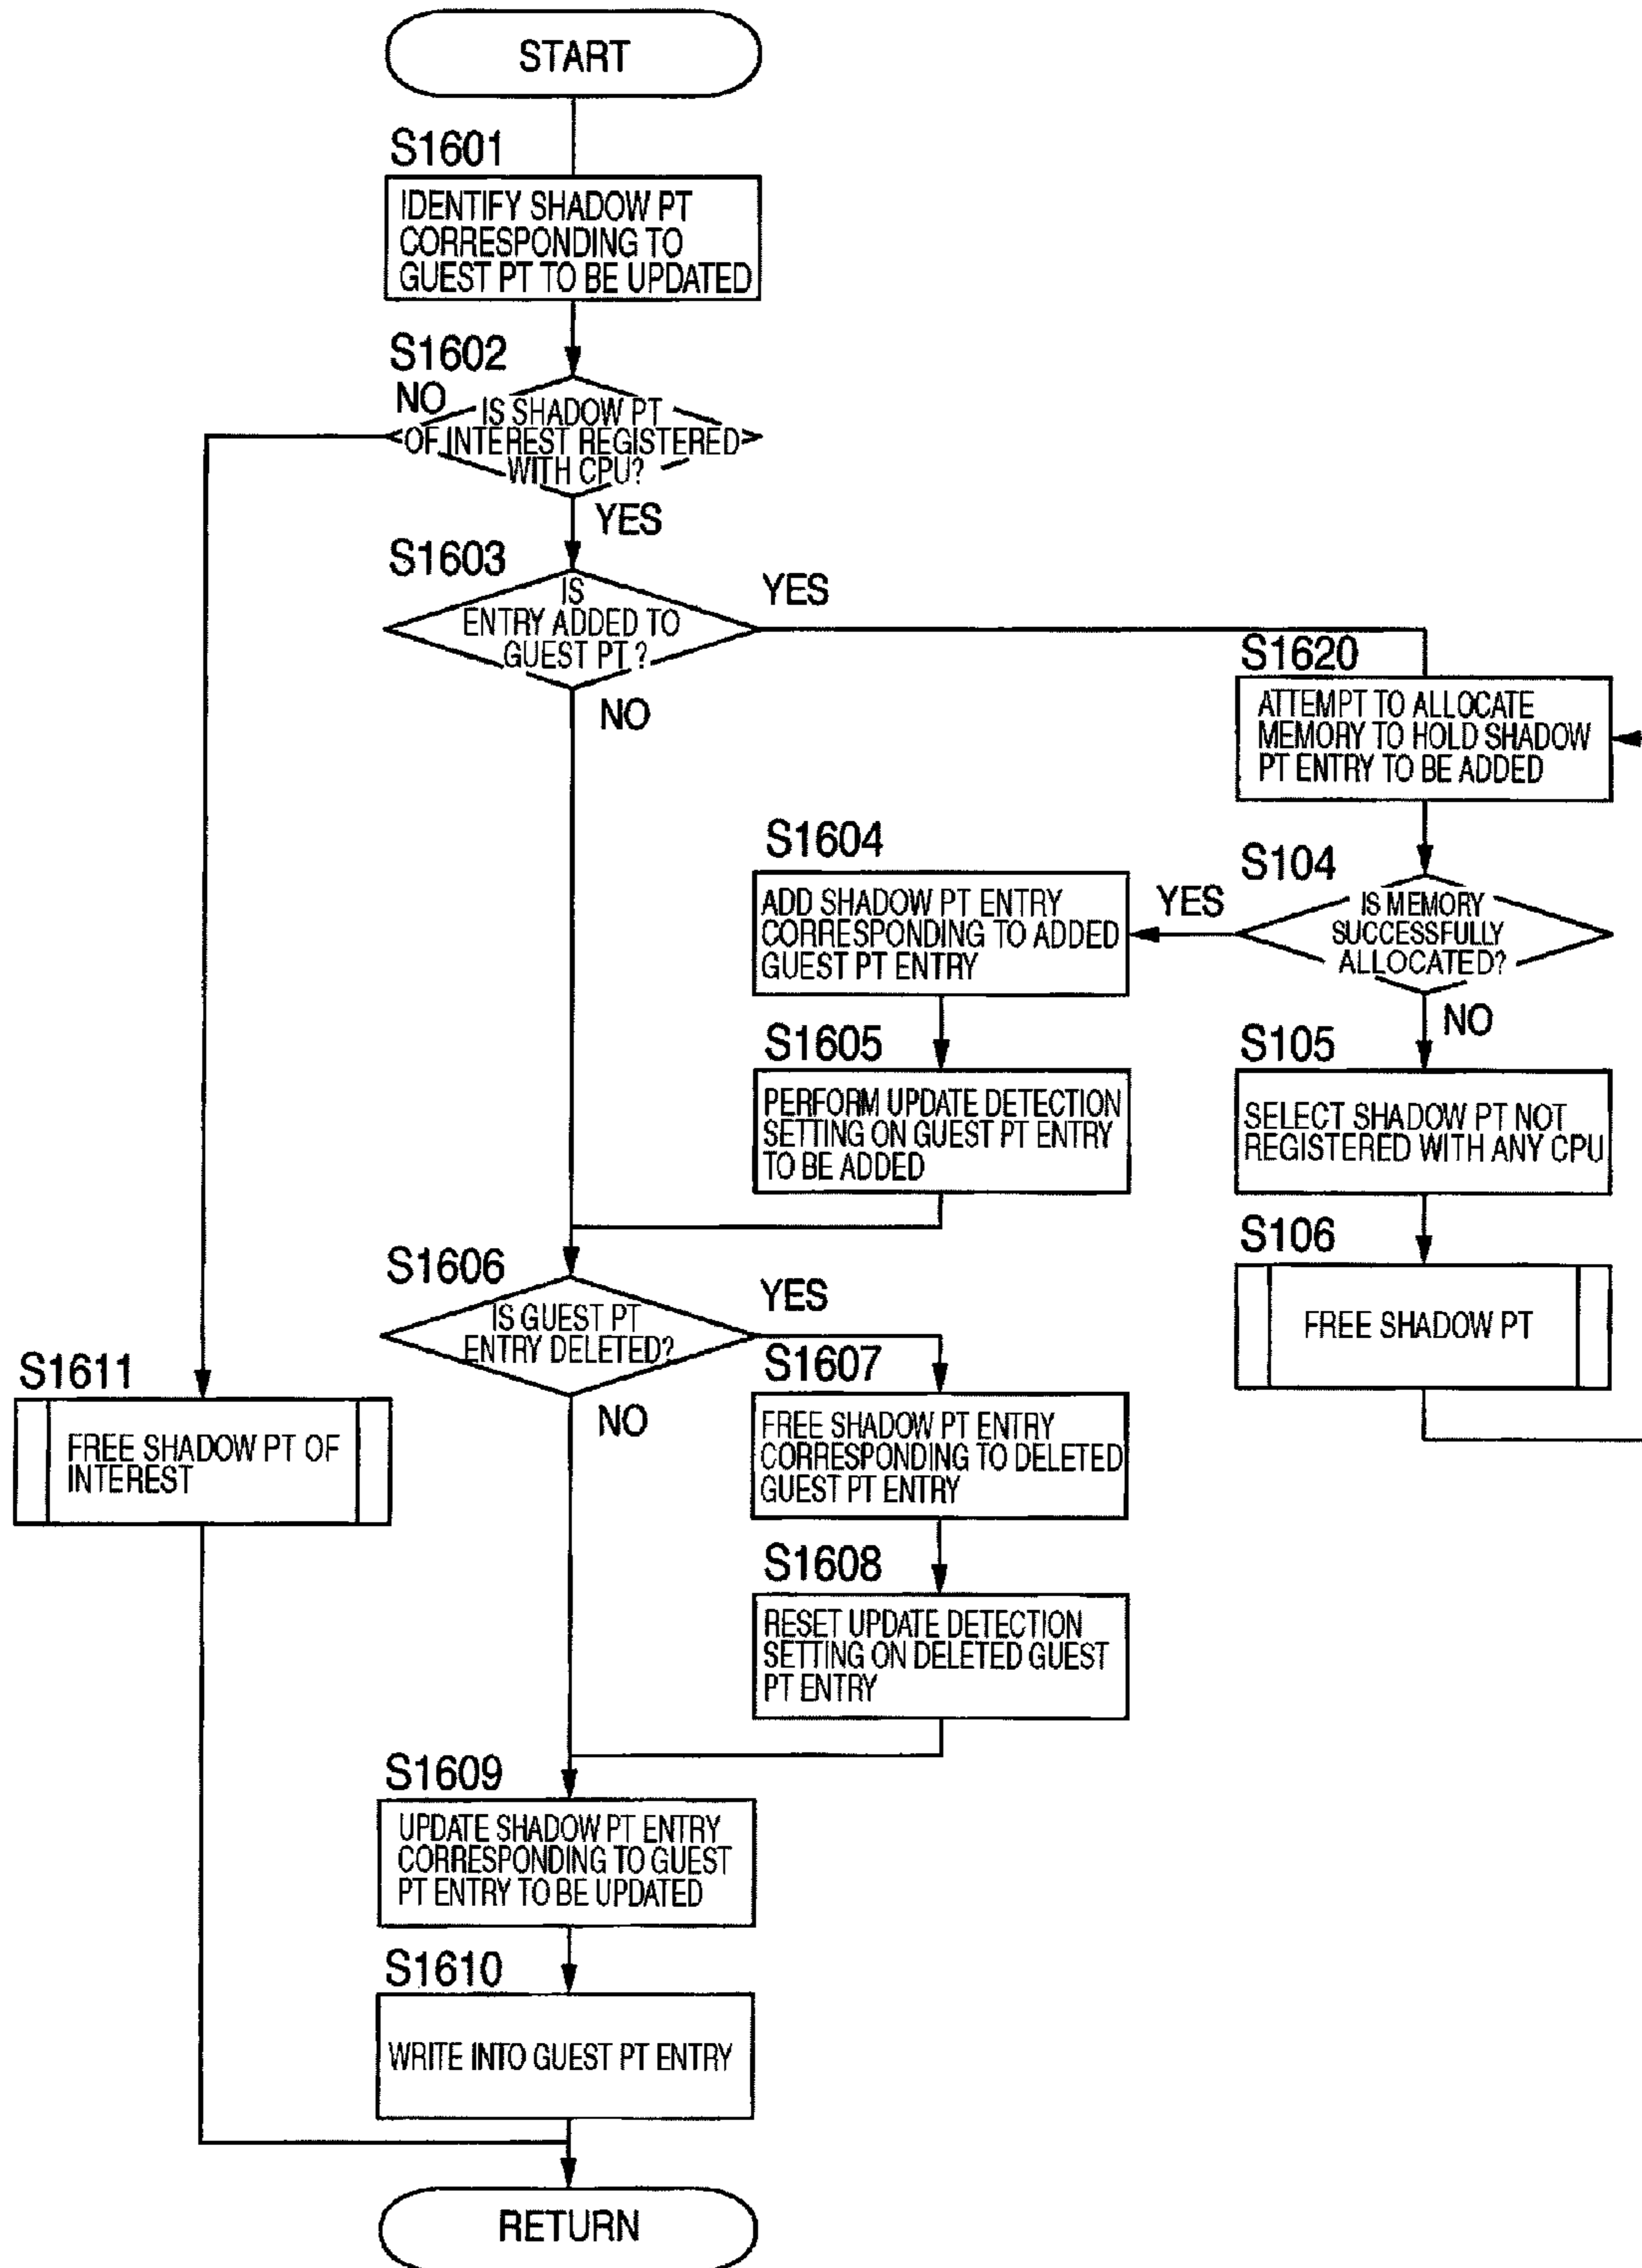 START
S1601
IDENTIFY SHADOW PT
CORRESPONDING TO
GUEST PT TO BE UPDATED
S1602
NO
IS SHADOW PT
OF INTEREST REGISTERED
WITH CPU?
YES
S1603
IS
ENTRY ADDED TO
GUEST PT ?
YES
NO
S1620
ATTEMPT TO ALLOCATE
MEMORY TO HOLD SHADOW
PT ENTRY TO BE ADDED
S104
IS MEMORY
SUCCESSFULLY
ALLOCATED?
YES
NO
S1604
ADD SHADOW PT ENTRY
CORRESPONDING TO ADDED
GUEST PT ENTRY
S1605
PERFORM UPDATE DETECTION
SETTING ON GUEST PT ENTRY
TO BE ADDED
S105
SELECT SHADOW PT NOT
REGISTERED WITH ANY CPU
S106
FREE SHADOW PT
S1606
IS GUEST PT
ENTRY DELETED?
YES
NO
S1607
FREE SHADOW PT ENTRY
CORRESPONDING TO DELETED
GUEST PT ENTRY
S1608
RESET UPDATE DETECTION
SETTING ON DELETED GUEST
PT ENTRY
S1611
FREE SHADOW PT OF
INTEREST
S1609
UPDATE SHADOW PT ENTRY
CORRESPONDING TO GUEST
PT ENTRY TO BE UPDATED
S1610
WRITE INTO GUEST PT ENTRY
RETURN